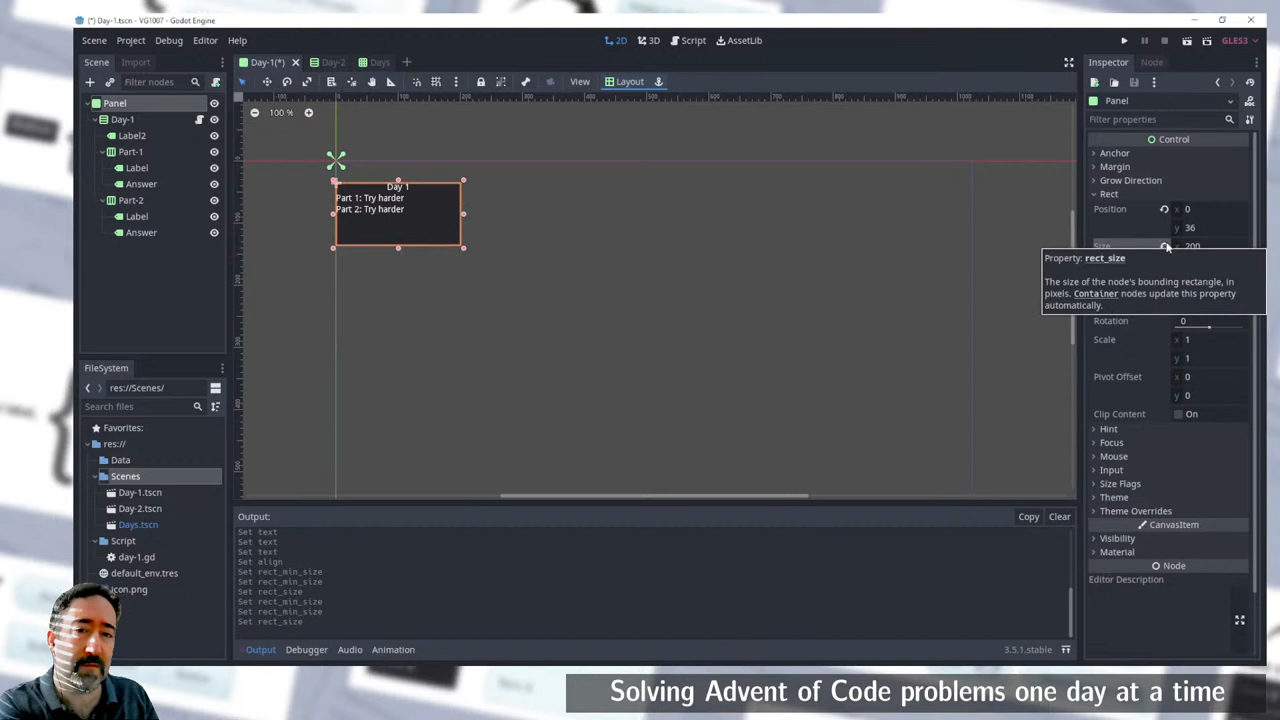 (*) Day-1.tscn - VG1007 - Godot Engine
Scene Project Debug Editor Help
2D 3D Script AssetLib
GLES3
Scene Import
Filter nodes
Panel
Day-1
Label2
Part-1
Label
Answer
Part-2
Label
Answer
FileSystem
res://Scenes/
Search files
Favorites:
res://
Data
Scenes
Day-1.tscn
Day-2.tscn
Days.tscn
Script
day-1.gd
default_env.tres
icon.png
Day-1(*) Day-2 Days
View Layout
100 %
Day 1
Part 1: Try harder
Part 2: Try harder
Output:
Copy Clear
Set text
Set text
Set text
Set align
Set rect_min_size
Set rect_min_size
Set rect_size
Set rect_min_size
Set rect_min_size
Set rect_size
Output Debugger Audio Animation
3.5.1.stable
Inspector Node
Panel
Filter properties
Control
Anchor
Margin
Grow Direction
Rect
Position x 0
y 36
Size x 200
Property: rect_size
The size of the node's bounding rectangle, in
pixels. Container nodes update this property
automatically.
Rotation 0
Scale x 1
y 1
Pivot Offset x 0
y 0
Clip Content On
Hint
Focus
Mouse
Input
Size Flags
Theme
Theme Overrides
CanvasItem
Visibility
Material
Node
Editor Description
Solving Advent of Code problems one day at a time